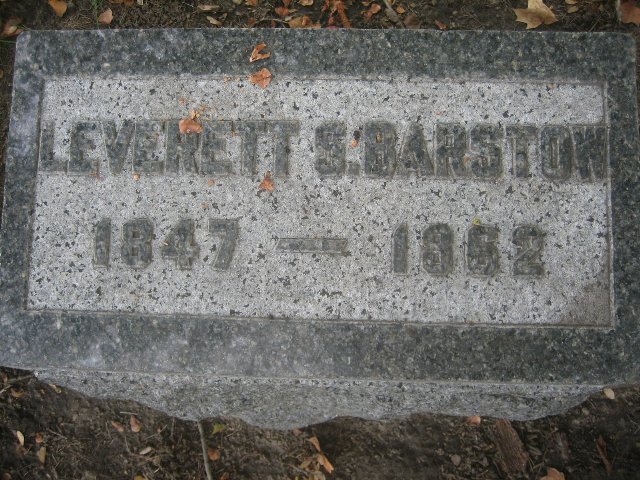 LEVERETT S. BARSTOW
1847 — 1862